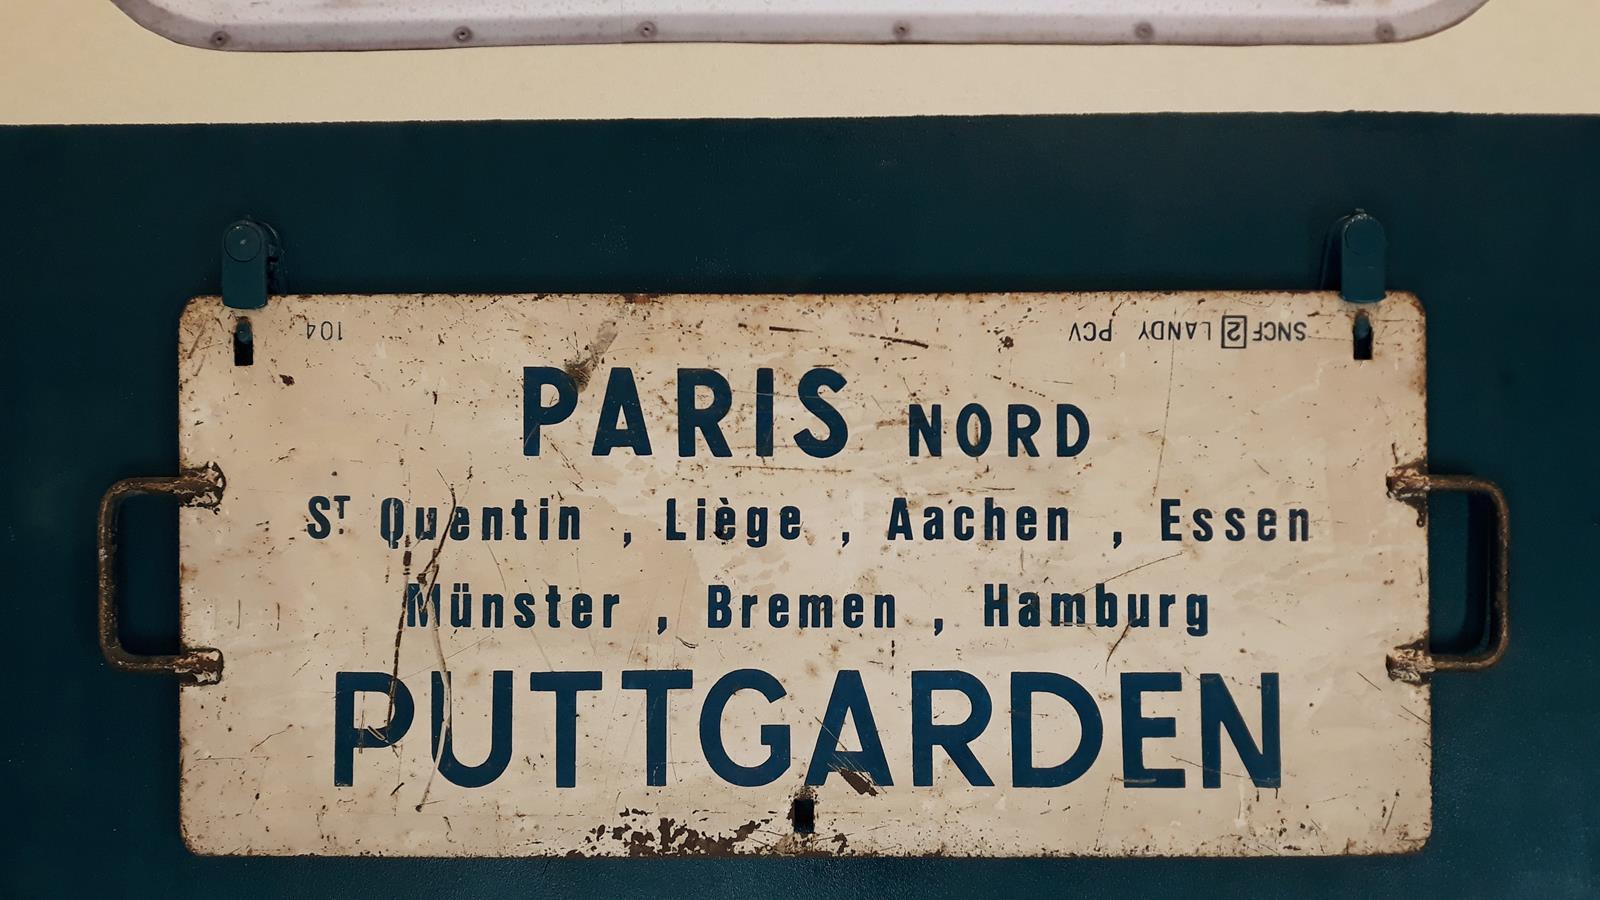 104 SNCF 2 LANDY PCV
PARIS NORD
ST Quentin , Liège , Aachen , Essen
Münster , Bremen , Hamburg
PUTTGARDEN